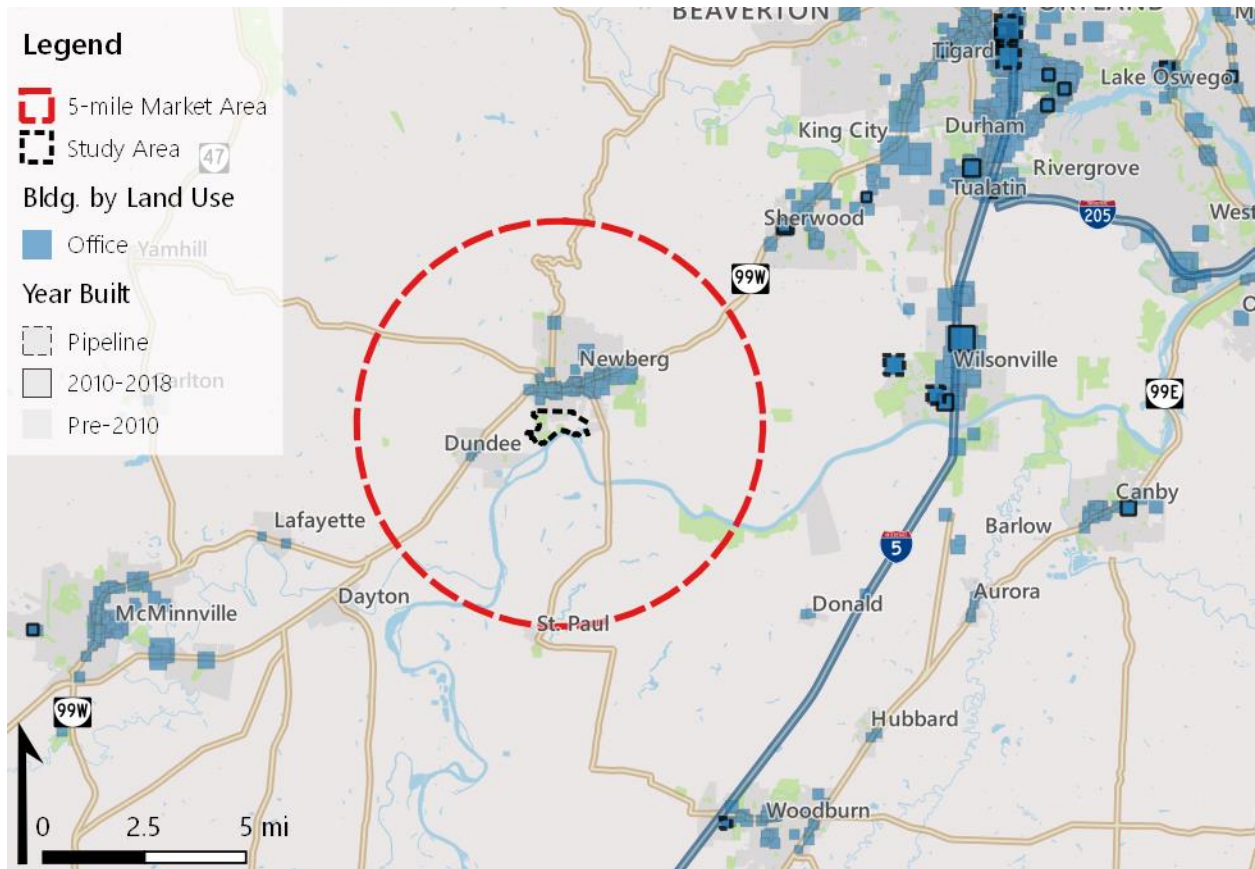 Legend
5-mile Market Area
Study Area
Bldg. by Land Use
Office
Year Built
Pipeline
2010-2018
Pre-2010
0 2.5 5 mi
BEAVERTON
Tigard
Lake Oswego
King City
Durham
Rivergrove
Tualatin
205
Sherwood
47
Yamhill
99W
Newberg
Wilsonville
99E
Dundee
Canby
Lafayette
Barlow
5
McMinnville
Dayton
Donald
Aurora
St. Paul
99W
Hubbard
Woodburn